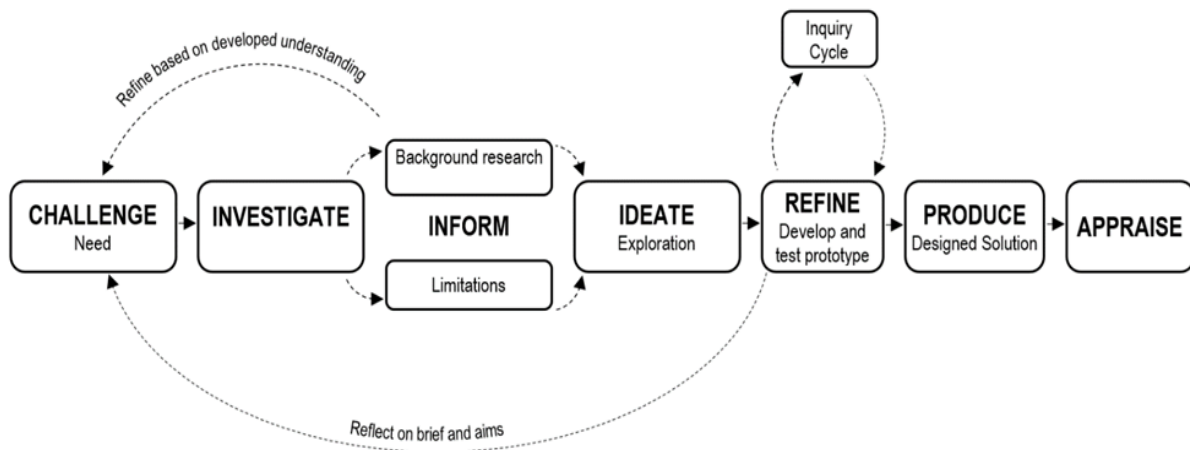 Refine based on developed understanding
Inquiry
Cycle
CHALLENGE
Need
INVESTIGATE
Background research
INFORM
Limitations
IDEATE
Exploration
REFINE
Develop and
test prototype
PRODUCE
Designed Solution
APPRAISE
Reflect on brief and aims